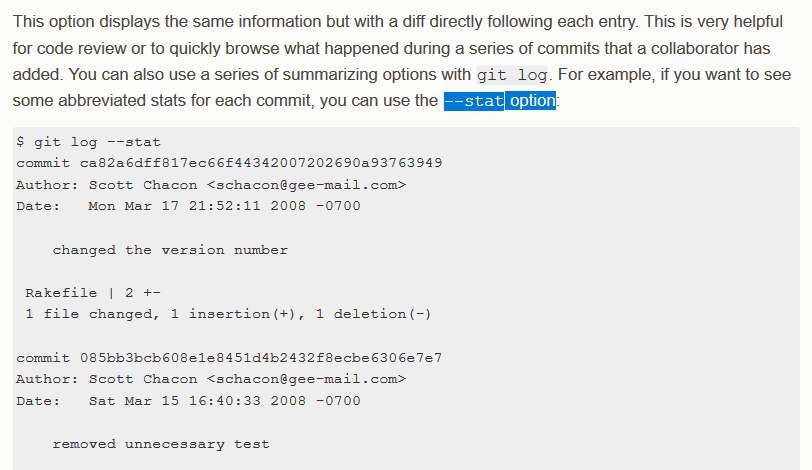 This option displays the same information but with a diff directly following each entry. This is very helpful
for code review or to quickly browse what happened during a series of commits that a collaborator has
added. You can also use a series of summarizing options with git log. For example, if you want to see
some abbreviated stats for each commit, you can use the --stat option:
$ git log --stat
commit ca82a6dff817ec66f44342007202690a93763949
Author: Scott Chacon <schacon@gee-mail.com>
Date:   Mon Mar 17 21:52:11 2008 -0700
changed the version number
Rakefile | 2 +-
1 file changed, 1 insertion(+), 1 deletion(-)
commit 085bb3bcb608e1e8451d4b2432f8ecbe6306e7e7
Author: Scott Chacon <schacon@gee-mail.com>
Date:   Sat Mar 15 16:40:33 2008 -0700
removed unnecessary test